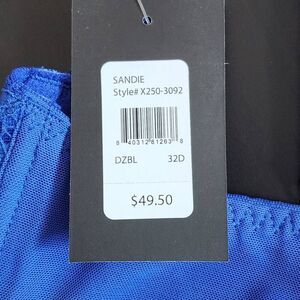 SANDIE
Style# X250-3092
8 40312 81263 8
DZBL 32D
$49.50